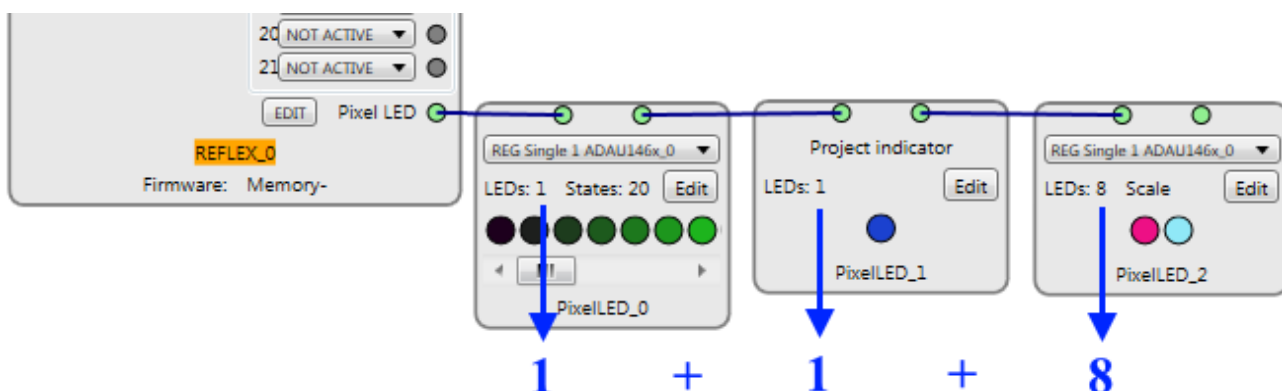 20 NOT ACTIVE
21 NOT ACTIVE
EDIT Pixel LED
REFLEX_0
Firmware: Memory-
REG Single 1 ADAU146x_0
LEDs: 1 States: 20 Edit
PixelLED_0
Project indicator
LEDs: 1 Edit
PixelLED_1
REG Single 1 ADAU146x_0
LEDs: 8 Scale Edit
PixelLED_2
1 + 1 + 8